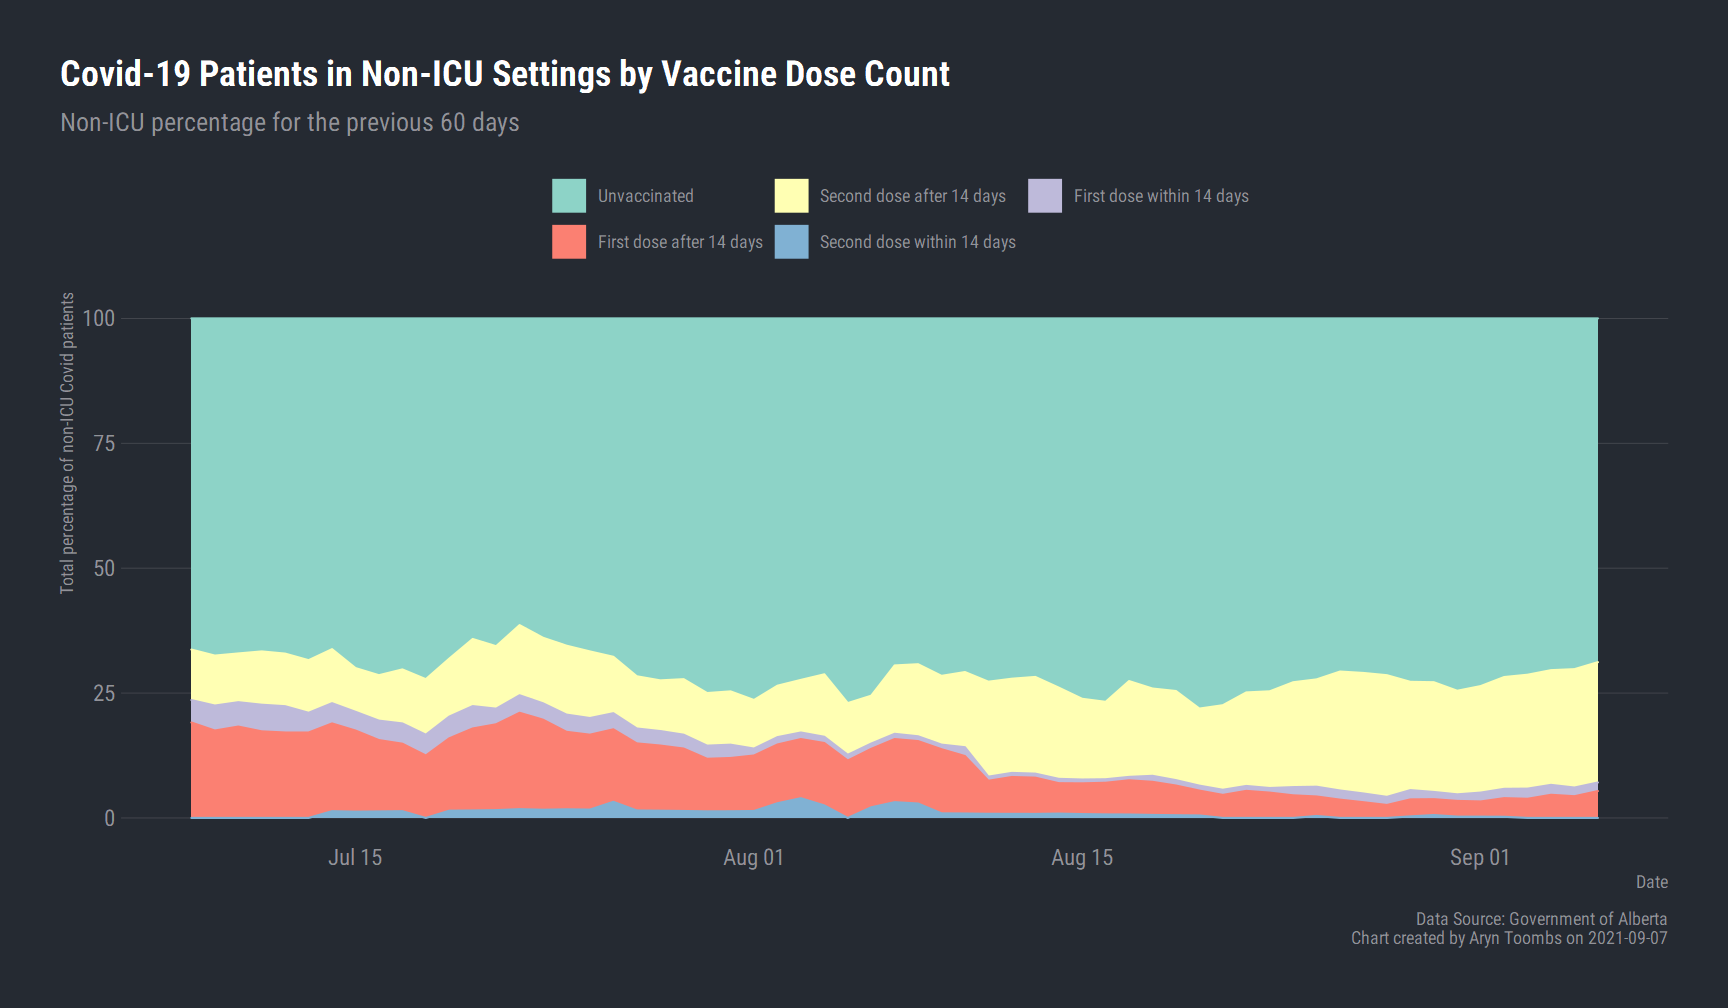 Covid-19 Patients in Non-ICU Settings by Vaccine Dose Count
Non-ICU percentage for the previous 60 days
Unvaccinated
Second dose after 14 days
First dose within 14 days
First dose after 14 days
Second dose within 14 days
Total percentage of non-ICU Covid patients
100
75
50
25
0
Jul 15
Aug 01
Aug 15
Sep 01
Date
Data Source: Government of Alberta
Chart created by Aryn Toombs on 2021-09-07